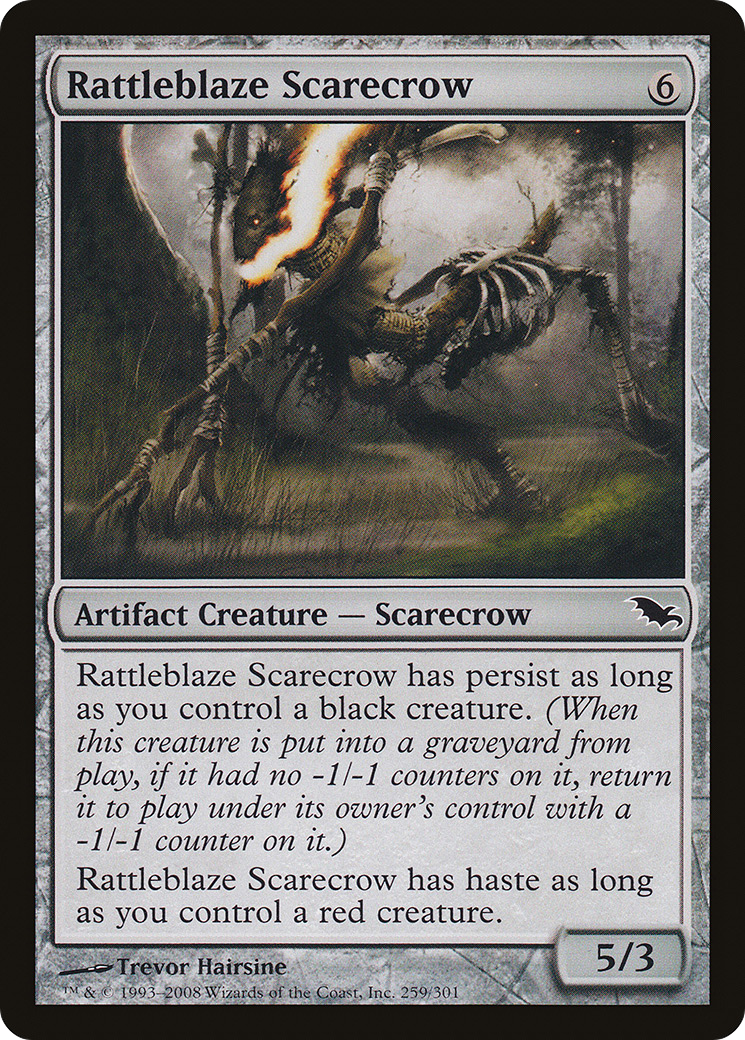 Rattleblaze Scarecrow 6
Artifact Creature — Scarecrow
Rattleblaze Scarecrow has persist as long
as you control a black creature. (When
this creature is put into a graveyard from
play, if it had no -1/-1 counters on it, return
it to play under its owner's control with a
-1/-1 counter on it.)
Rattleblaze Scarecrow has haste as long
as you control a red creature.
5/3
Trevor Hairsine
™ & © 1993–2008 Wizards of the Coast, Inc. 259/301